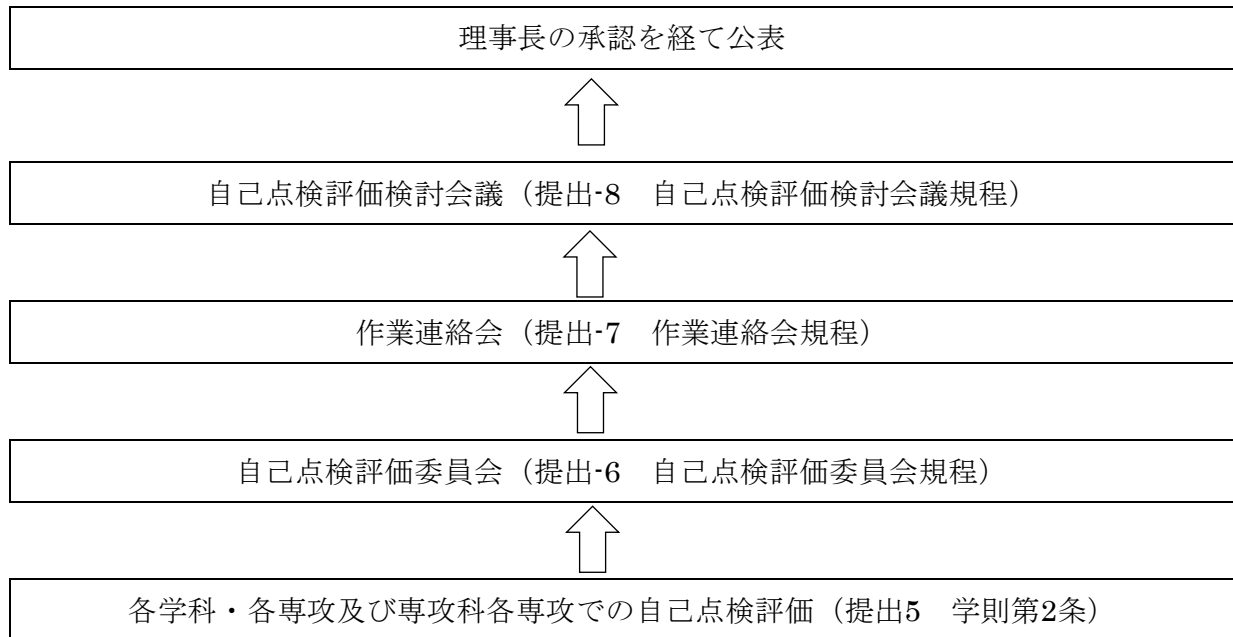 理事長の承認を経て公表
自己点検評価検討会議（提出-8　自己点検評価検討会議規程）
作業連絡会（提出-7　作業連絡会規程）
自己点検評価委員会（提出-6　自己点検評価委員会規程）
各学科・各専攻及び専攻科各専攻での自己点検評価（提出5　学則第2条）